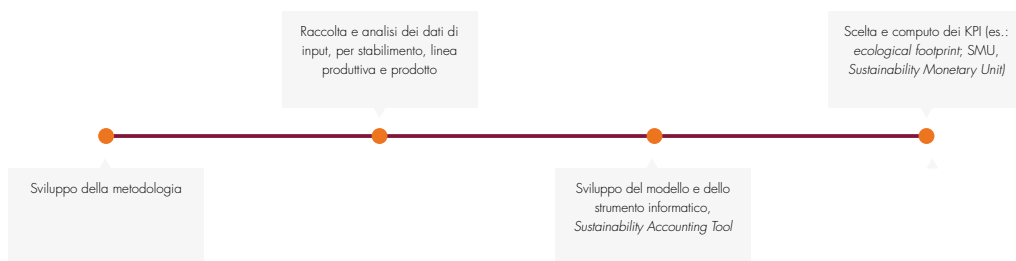 Sviluppo della metodologia
Raccolta e analisi dei dati di
input, per stabilimento, linea
produttiva e prodotto
Sviluppo del modello e dello
strumento informatico,
Sustainability Accounting Tool
Scelta e computo dei KPI (es.:
ecological footprint; SMU,
Sustainability Monetary Unit)